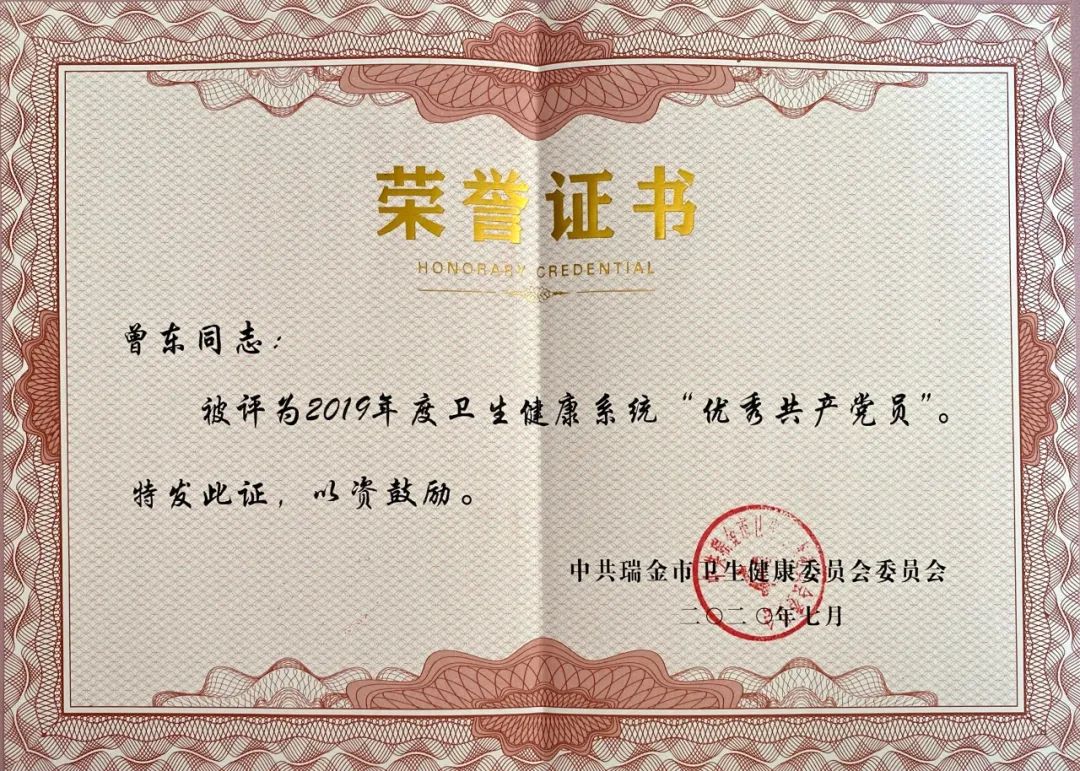 荣誉证书
HONORARY CREDENTIAL
曾东同志：
被评为2019年度卫生健康系统“优秀共产党员”。
特发此证，以资鼓励。
中共瑞金市卫生健康委员会委员会
二〇二〇年七月